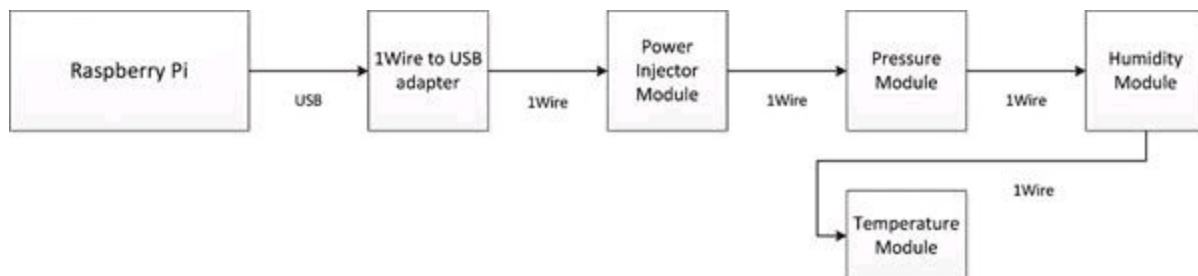 Raspberry Pi
USB
1Wire to USB
adapter
1Wire
Power
Injector
Module
1Wire
Pressure
Module
1Wire
Humidity
Module
1Wire
Temperature
Module